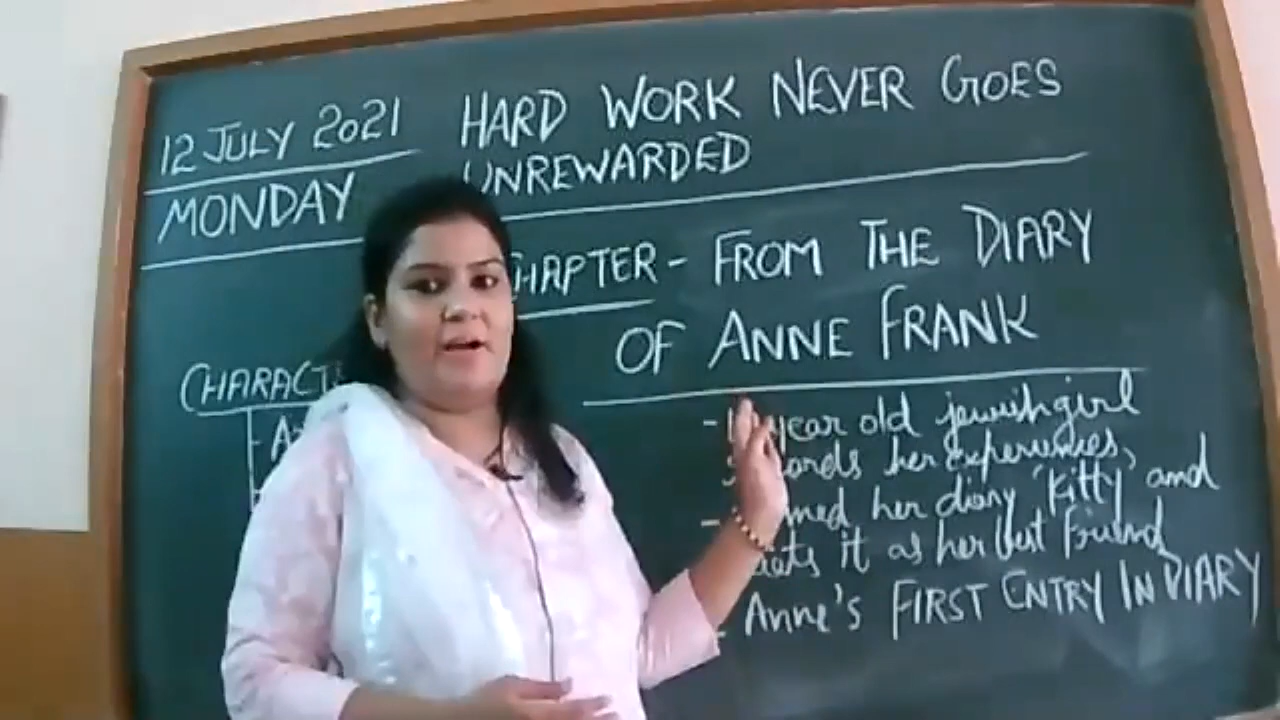 12 JULY 2021
MONDAY
HARD WORK NEVER GOES
UNREWARDED
CHAPTER - FROM THE DIARY
OF ANNE FRANK
CHARACT
- year old jewish girl
her experiences,
- her diary 'Kitty' and
it as her best friend
- Anne's FIRST ENTRY IN DIARY